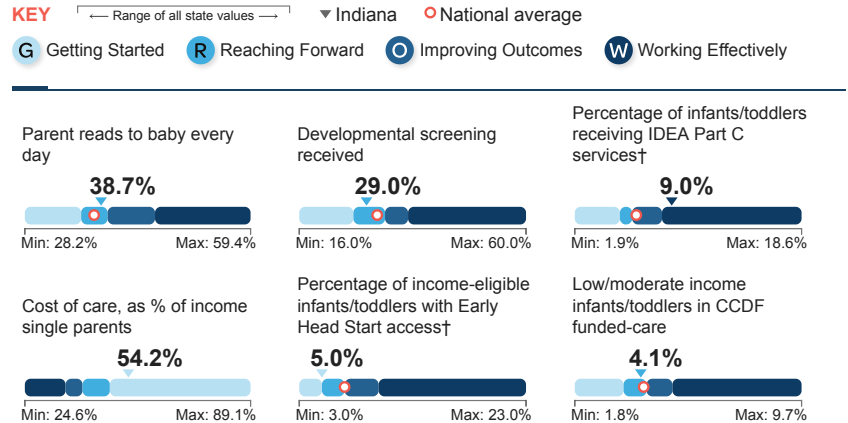 KEY
Range of all state values
Indiana
National average
G Getting Started
R Reaching Forward
O Improving Outcomes
W Working Effectively
Parent reads to baby every
day
38.7%
Min: 28.2%
Max: 59.4%
Developmental screening
received
29.0%
Min: 16.0%
Max: 60.0%
Percentage of infants/toddlers
receiving IDEA Part C
services†
9.0%
Min: 1.9%
Max: 18.6%
Cost of care, as % of income
single parents
54.2%
Min: 24.6%
Max: 89.1%
Percentage of income-eligible
infants/toddlers with Early
Head Start access†
5.0%
Min: 3.0%
Max: 23.0%
Low/moderate income
infants/toddlers in CCDF
funded-care
4.1%
Min: 1.8%
Max: 9.7%